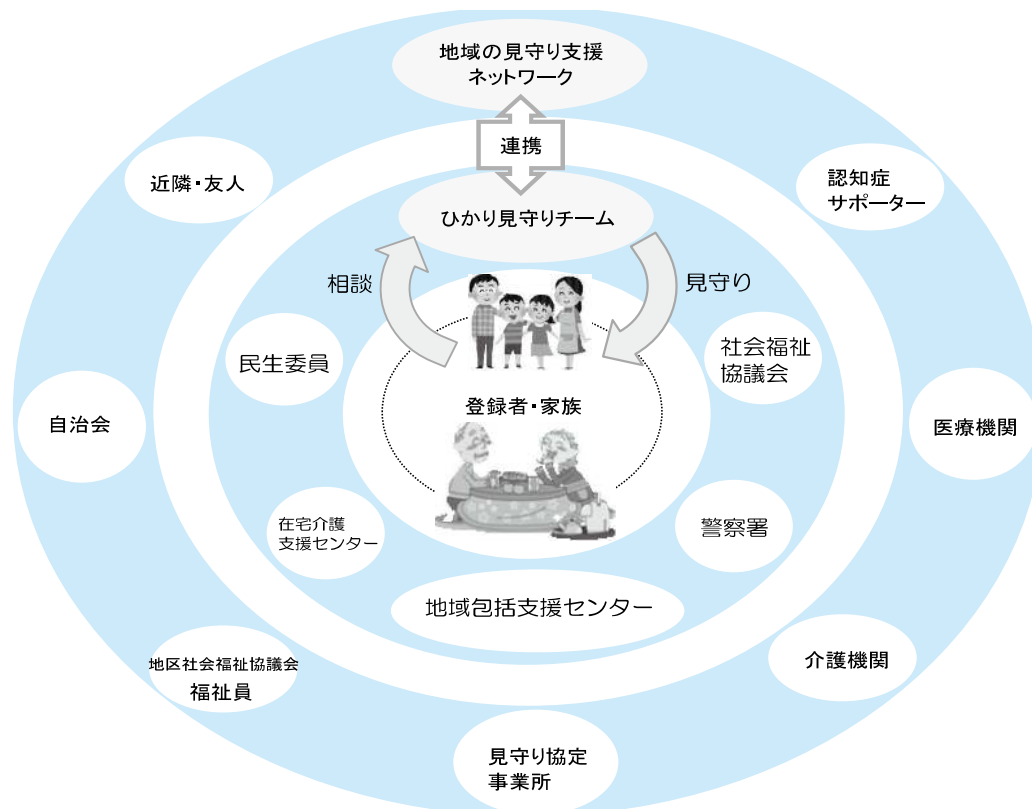 地域の見守り支援
ネットワーク
連携
近隣・友人
認知症
サポーター
ひかり見守りチーム
相談
見守り
民生委員
社会福祉
協議会
登録者・家族
自治会
医療機関
在宅介護
支援センター
警察署
地域包括支援センター
地区社会福祉協議会
福祉員
介護機関
見守り協定
事業所